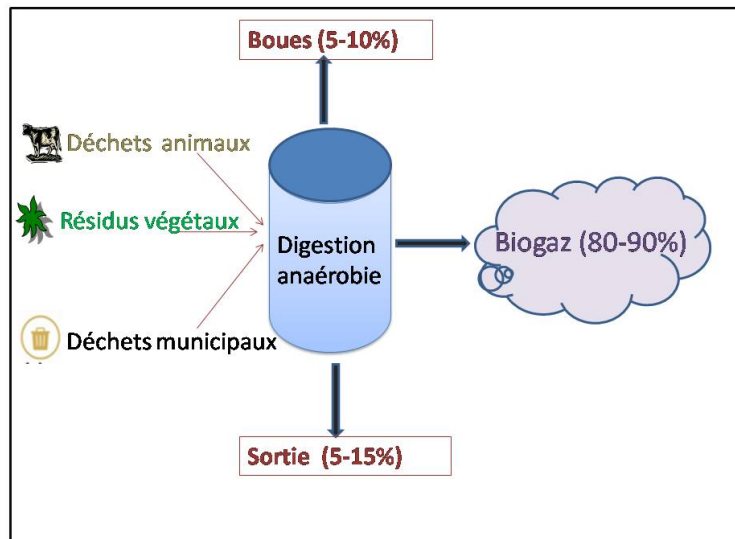 Boues (5-10%)
Déchets animaux
Résidus végétaux
Digestion
anaérobie
Biogaz (80-90%)
Déchets municipaux
Sortie (5-15%)